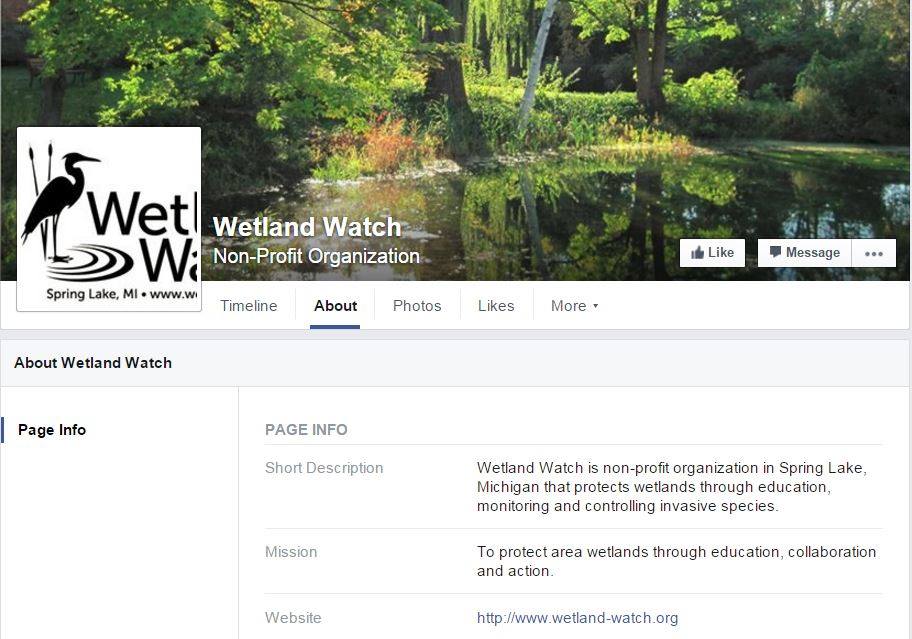 Wetland Watch
Non-Profit Organization
Like
Message
Spring Lake, MI •
Timeline
About
Photos
Likes
More
About Wetland Watch
Page Info
PAGE INFO
Short Description
Wetland Watch is non-profit organization in Spring Lake,
Michigan that protects wetlands through education,
monitoring and controlling invasive species.
Mission
To protect area wetlands through education, collaboration
and action.
Website
http://www.wetland-watch.org